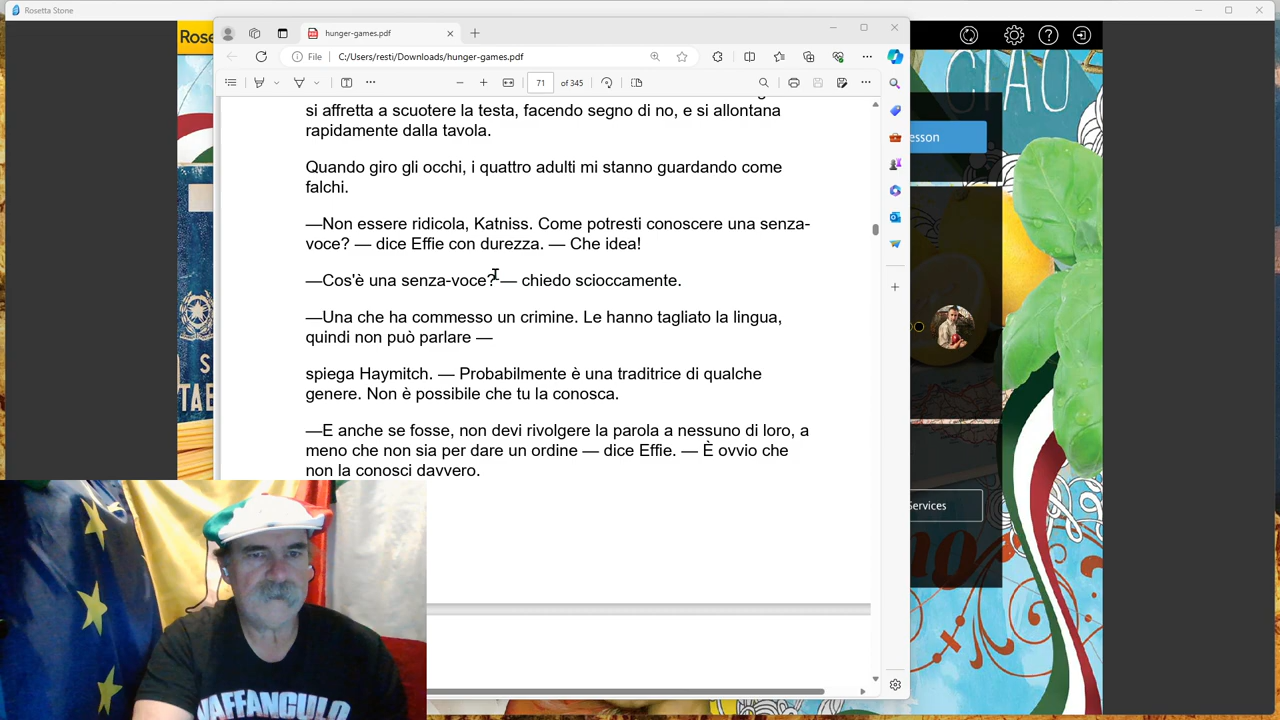 Rosetta Stone
Rose
hunger-games.pdf
File
C:/Users/resti/Downloads/hunger-games.pdf
71
of 345
si affretta a scuotere la testa, facendo segno di no, e si allontana
rapidamente dalla tavola.
Quando giro gli occhi, i quattro adulti mi stanno guardando come
falchi.
—Non essere ridicola, Katniss. Come potresti conoscere una senza-
voce? — dice Effie con durezza. — Che idea!
—Cos'è una senza-voce? — chiedo scioccamente.
—Una che ha commesso un crimine. Le hanno tagliato la lingua,
quindi non può parlare —
spiega Haymitch. — Probabilmente è una traditrice di qualche
genere. Non è possibile che tu la conosca.
—E anche se fosse, non devi rivolgere la parola a nessuno di loro, a
meno che non sia per dare un ordine — dice Effie. — È ovvio che
non la conosci davvero.
CIAO
esson
Services
S
TAB
VAFFANCULO